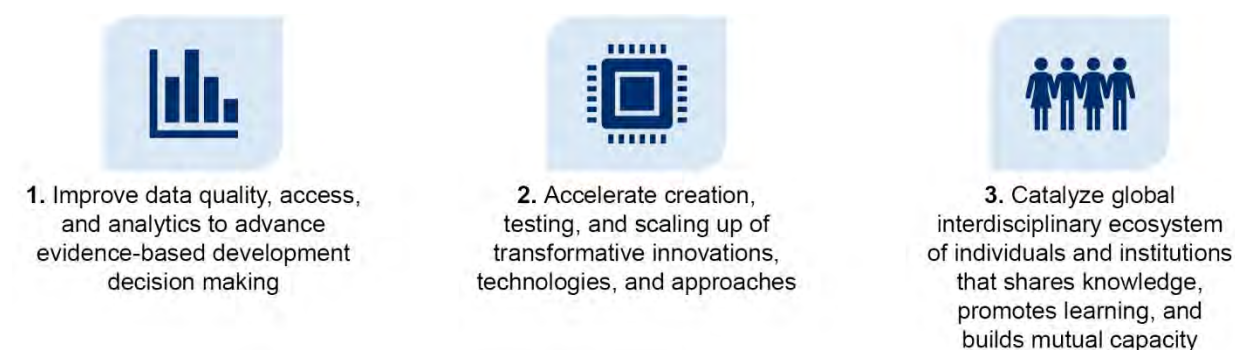 1. Improve data quality, access,
and analytics to advance
evidence-based development
decision making
2. Accelerate creation,
testing, and scaling up of
transformative innovations,
technologies, and approaches
3. Catalyze global
interdisciplinary ecosystem
of individuals and institutions
that shares knowledge,
promotes learning, and
builds mutual capacity